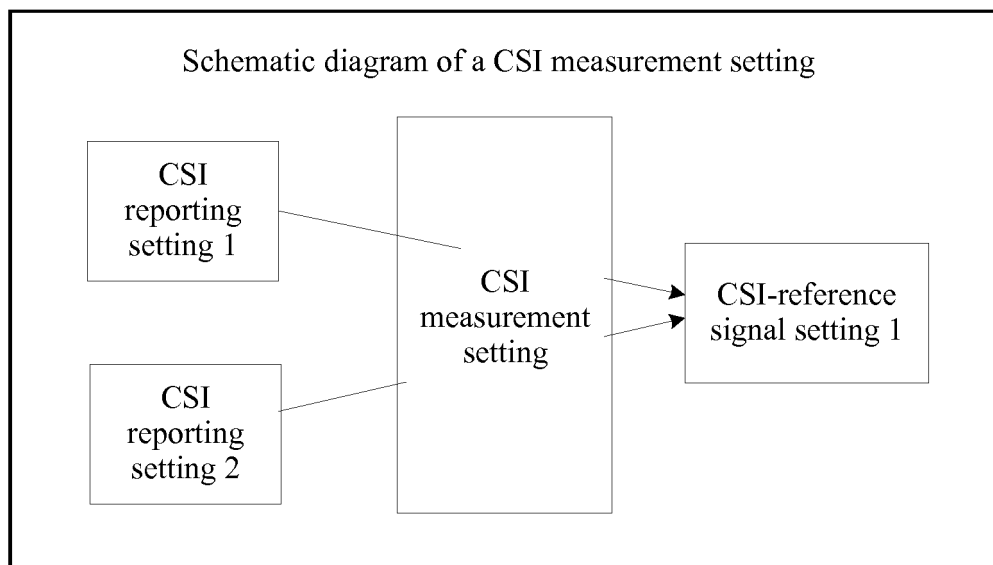 Schematic diagram of a CSI measurement setting
CSI
reporting
setting 1
CSI
measurement
setting
CSI-reference
signal setting 1
CSI
reporting
setting 2